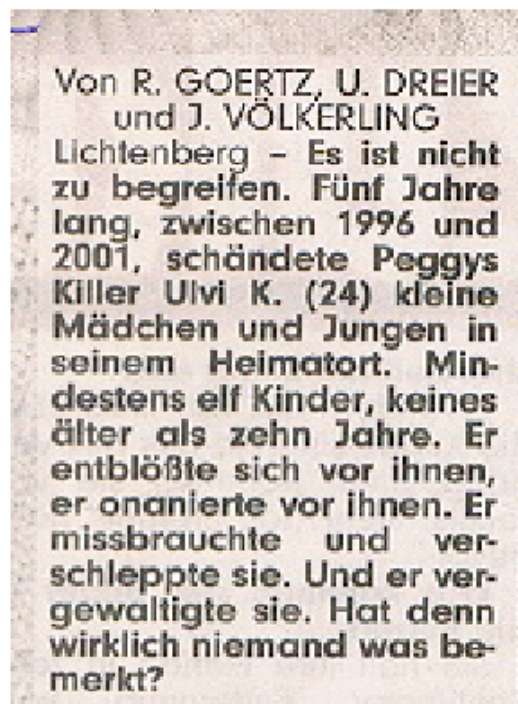 Von R. GOERTZ, U. DREIER
und J. VÖLKERLING
Lichtenberg – Es ist nicht
zu begreifen. Fünf Jahre
lang, zwischen 1996 und
2001, schändete Peggys
Killer Ulvi K. (24) kleine
Mädchen und Jungen in
seinem Heimatort. Min-
destens elf Kinder, keines
älter als zehn Jahre. Er
entblößte sich vor ihnen,
er onanierte vor ihnen. Er
missbrauchte und ver-
schleppte sie. Und er ver-
gewaltigte sie. Hat denn
wirklich niemand was be-
merkt?